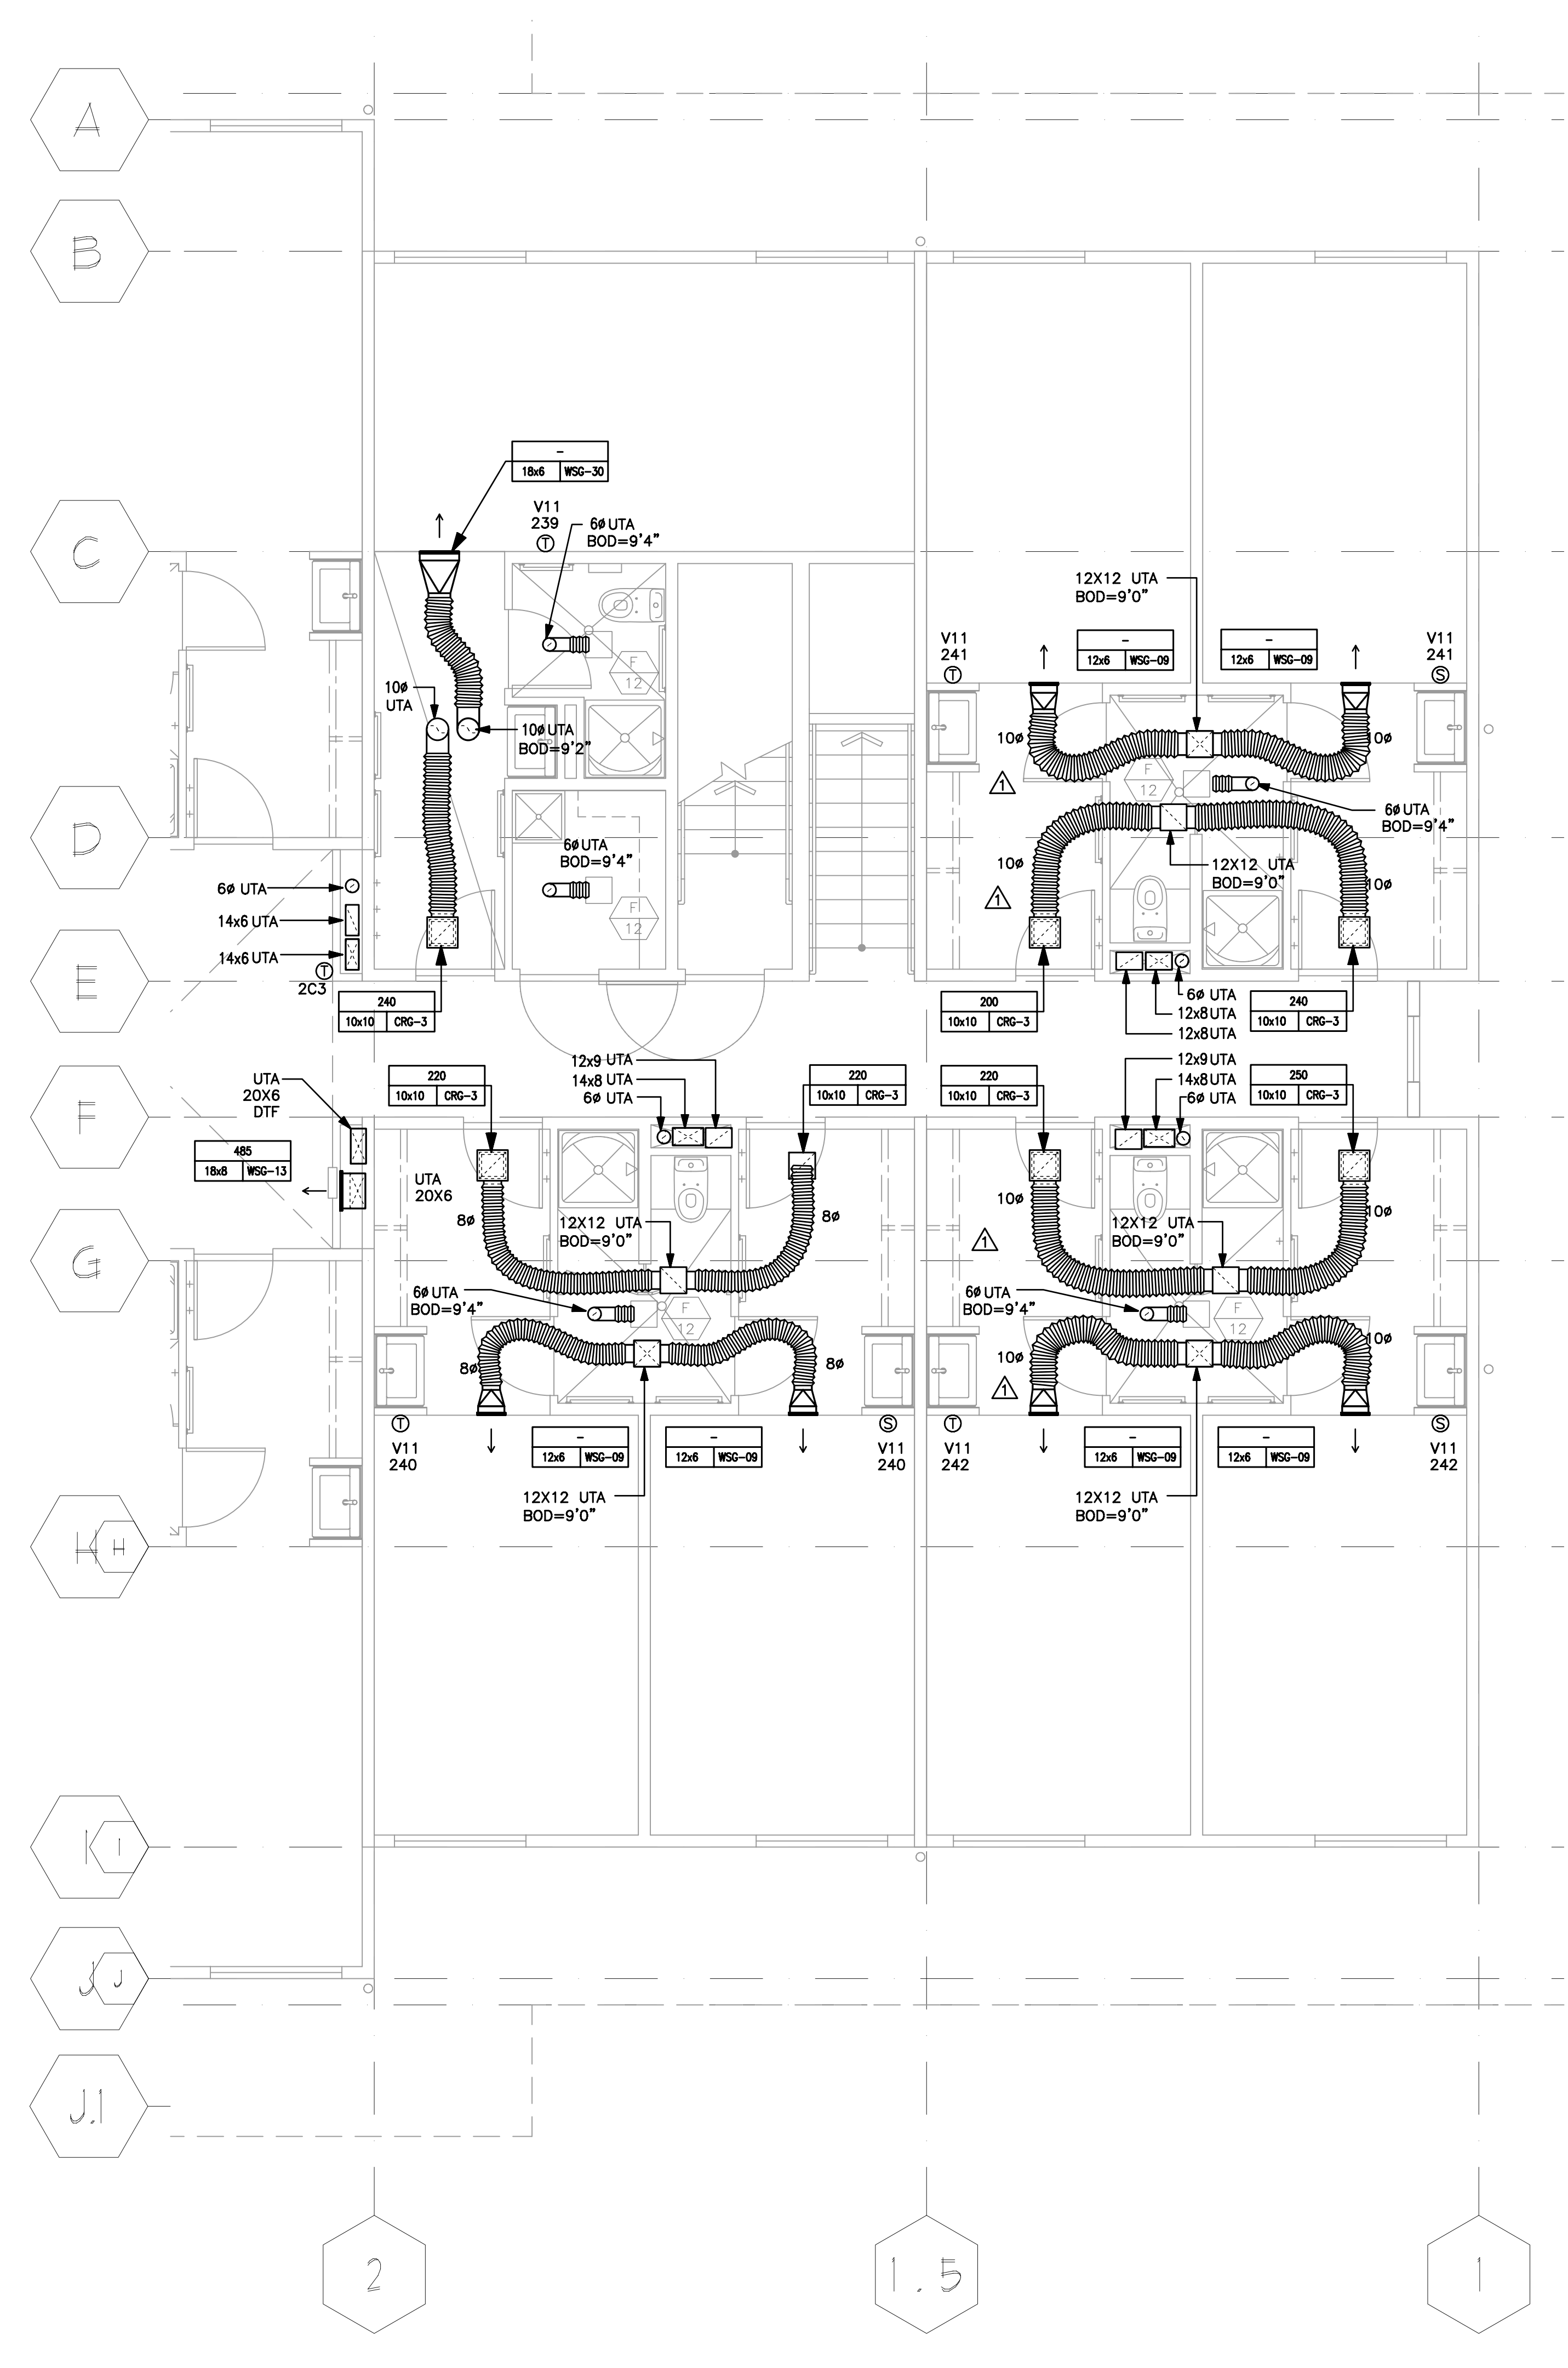 A
B
–
18x6 WSG-30
V11
239
T
6ø UTA
BOD=9'4"
C
12X12 UTA
BOD=9'0"
–
12x6 WSG-09
–
12x6 WSG-09
V11
241
T
V11
241
S
F
12
10ø
UTA
10ø UTA
BOD=9'2"
10ø
10ø
F
12
1
6ø UTA
BOD=9'4"
D
6ø UTA
BOD=9'4"
10ø
12X12 UTA
BOD=9'0"
10ø
1
6ø UTA
14x6 UTA
14x6 UTA
F
12
T
2C3
E
240
10x10 CRG-3
200
10x10 CRG-3
6ø UTA
12x8 UTA
12x8 UTA
240
10x10 CRG-3
UTA
20X6
DTF
220
10x10 CRG-3
12x9 UTA
14x8 UTA
6ø UTA
220
10x10 CRG-3
220
10x10 CRG-3
12x9 UTA
14x8 UTA
6ø UTA
250
10x10 CRG-3
F
485
18x8 WSG-13
UTA
20X6
8ø
12X12 UTA
BOD=9'0"
8ø
10ø
12X12 UTA
BOD=9'0"
10ø
1
G
6ø UTA
BOD=9'4"
F
12
6ø UTA
BOD=9'4"
F
12
8ø
8ø
10ø
10ø
1
T
V11
240
–
12x6 WSG-09
–
12x6 WSG-09
S
V11
240
T
V11
242
–
12x6 WSG-09
–
12x6 WSG-09
S
V11
242
12X12 UTA
BOD=9'0"
12X12 UTA
BOD=9'0"
H H
I I
J J
J.1
2
1.5
1